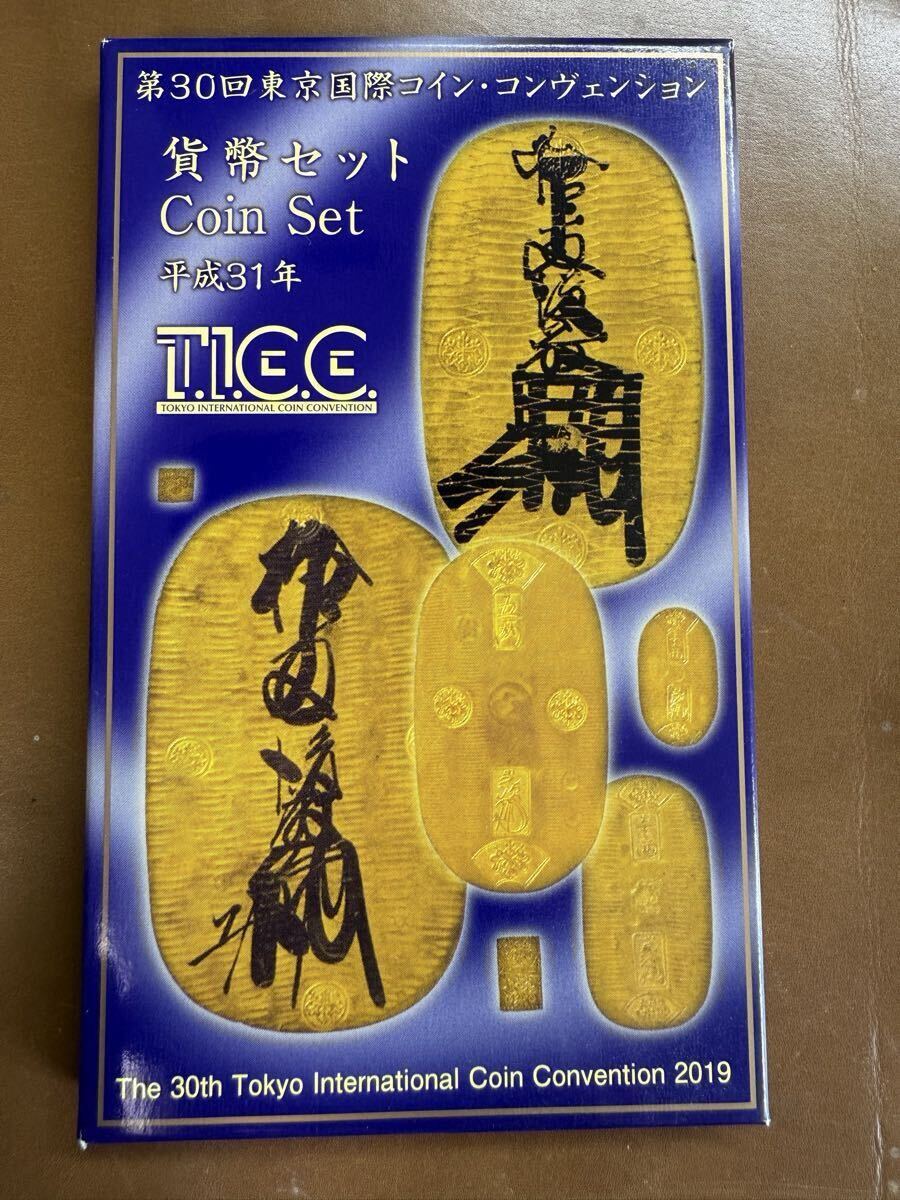 第30回東京国際コイン・コンヴェンション
貨幣セット
Coin Set
平成31年
T.I.C.C.
TOKYO INTERNATIONAL COIN CONVENTION
五両
The 30th Tokyo International Coin Convention 2019